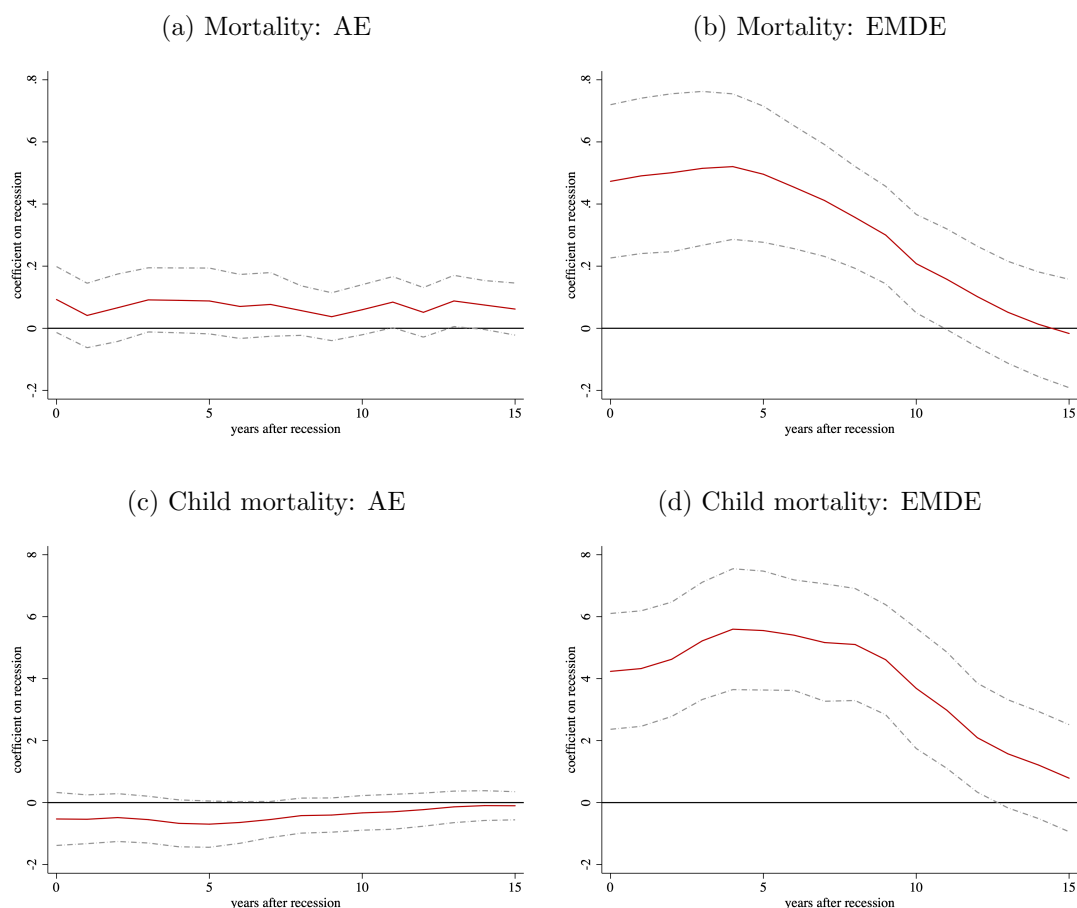 (a) Mortality: AE
(b) Mortality: EMDE
coefficient on recession
-.2 0 .2 .4 .6 .8
0 5 10 15
years after recession
coefficient on recession
-.2 0 .2 .4 .6 .8
0 5 10 15
years after recession
(c) Child mortality: AE
(d) Child mortality: EMDE
coefficient on recession
-2 0 2 4 6 8
0 5 10 15
years after recession
coefficient on recession
-2 0 2 4 6 8
0 5 10 15
years after recession